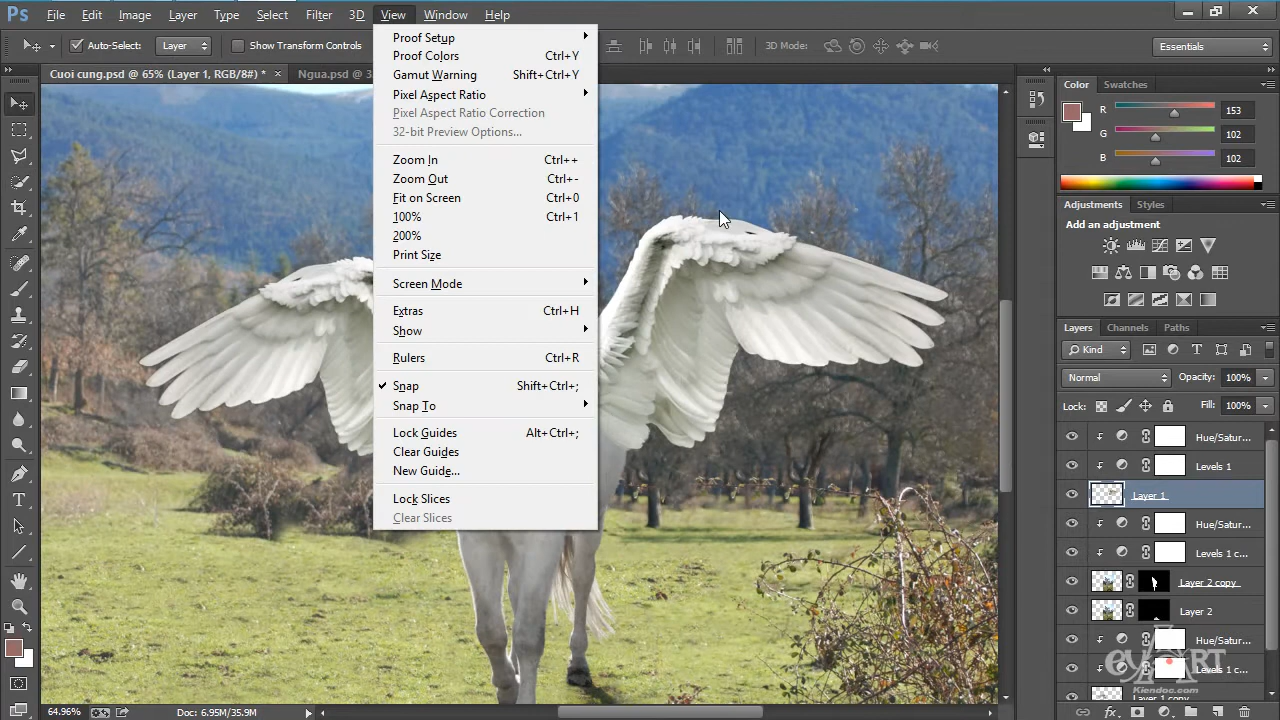 Ps File Edit Image Layer Type Select Filter 3D View Window Help
Auto-Select: Layer Show Transform Controls 3D Mode: Essentials
Cuoi cung.psd @ 65% (Layer 1, RGB/8#) * × Ngua.psd @ 3
Proof Setup
Proof Colors Ctrl+Y
Gamut Warning Shift+Ctrl+Y
Pixel Aspect Ratio
Pixel Aspect Ratio Correction
32-bit Preview Options...
Zoom In Ctrl++
Zoom Out Ctrl+-
Fit on Screen Ctrl+0
100% Ctrl+1
200%
Print Size
Screen Mode
Extras Ctrl+H
Show
Rulers Ctrl+R
Snap Shift+Ctrl+;
Snap To
Lock Guides Alt+Ctrl+;
Clear Guides
New Guide...
Lock Slices
Clear Slices
Color Swatches
R 153
G 102
B 102
Adjustments Styles
Add an adjustment
Layers Channels Paths
Kind
Normal Opacity: 100%
Lock: Fill: 100%
Hue/Satur...
Levels 1
Layer 1
Hue/Satur...
Levels 1 c...
Layer 2 copy
Layer 2
Hue/Satur...
Levels 1 c...
Layer 1 copy
Kiendoc.com
64.96% Doc: 6.95M/35.9M
fx